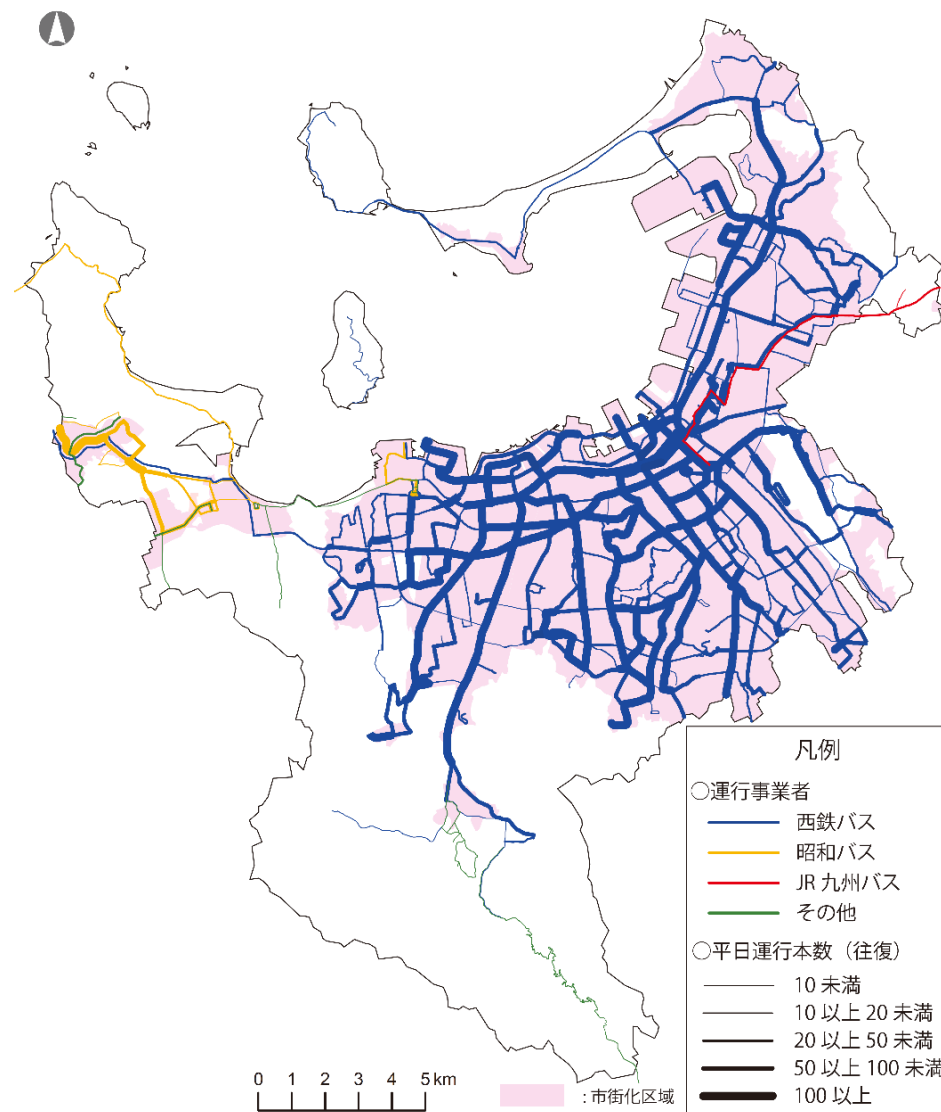 凡例
○運行事業者
西鉄バス
昭和バス
JR 九州バス
その他
○平日運行本数（往復）
10 未満
10 以上 20 未満
20 以上 50 未満
50 以上 100 未満
100 以上
0 1 2 3 4 5 km
：市街化区域